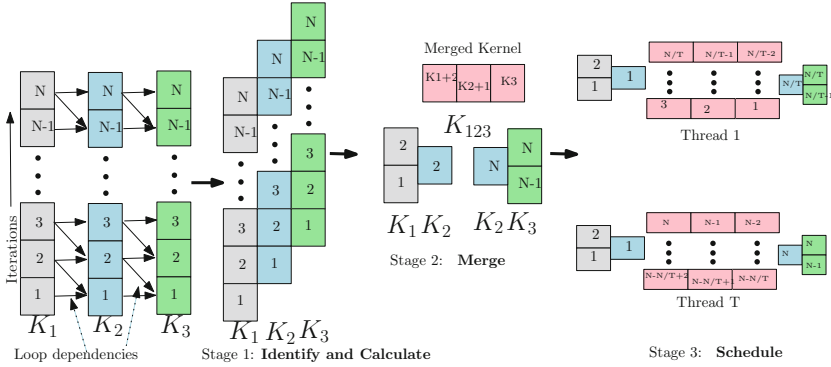 Iterations
N N N
N-1 N-1 N-1
3 3 3
2 2 2
1 1 1
K1 K2 K3
Loop dependencies
N
N N-1
N N-1
N-1
3
3 2
3 2 1
2 1
1
K1 K2 K3
Stage 1: Identify and Calculate
Merged Kernel
K1+2 K2+1 K3
K123
2 N
2 N
1 N-1
K1 K2 K2 K3
Stage 2: Merge
N/T N/T-1 N/T-2
2
1
1
N/T
N/T
N/T-1
3 2 1
Thread 1
N N-1 N-2
2
1
1
N
N
N-1
N-N/T+2 N-N/T+1 N-N/T
Thread T
Stage 3: Schedule